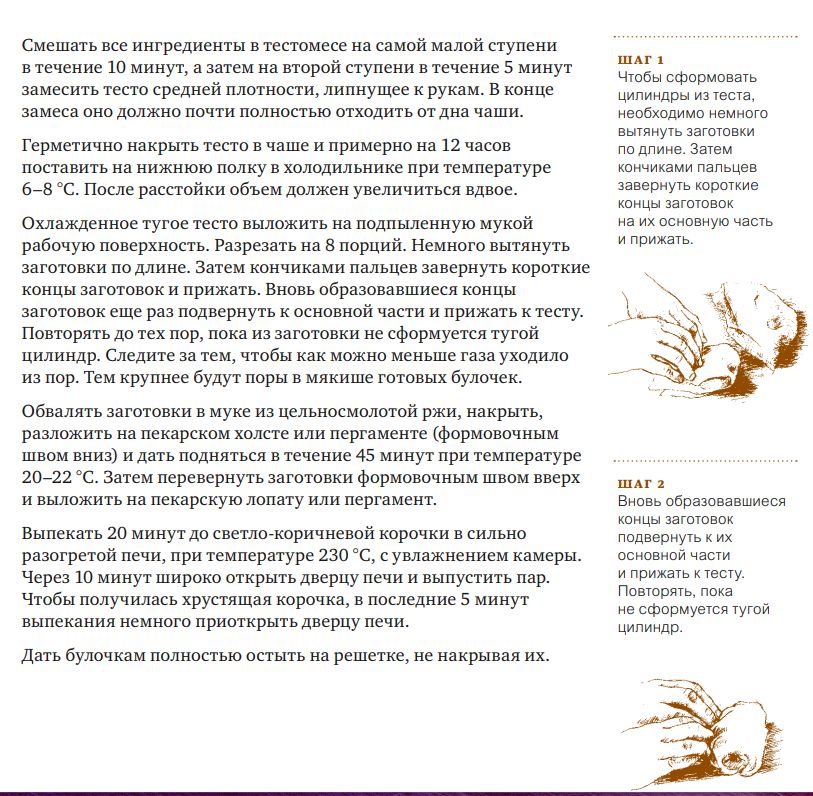 Смешать все ингредиенты в тестомесе на самой малой ступени
в течение 10 минут, а затем на второй ступени в течение 5 минут
замесить тесто средней плотности, липнущее к рукам. В конце
замеса оно должно почти полностью отходить от дна чаши.
Герметично накрыть тесто в чаше и примерно на 12 часов
поставить на нижнюю полку в холодильнике при температуре
6–8 °С. После расстойки объем должен увеличиться вдвое.
Охлажденное тугое тесто выложить на подпыленную мукой
рабочую поверхность. Разрезать на 8 порций. Немного вытянуть
заготовки по длине. Затем кончиками пальцев завернуть короткие
концы заготовок и прижать. Вновь образовавшиеся концы
заготовок еще раз подвернуть к основной части и прижать к тесту.
Повторять до тех пор, пока из заготовки не сформуется тугой
цилиндр. Следите за тем, чтобы как можно меньше газа уходило
из пор. Тем крупнее будут поры в мякише готовых булочек.
Обвалять заготовки в муке из цельносмолотой ржи, накрыть,
разложить на пекарском холсте или пергаменте (формовочным
швом вниз) и дать подняться в течение 45 минут при температуре
20–22 °С. Затем перевернуть заготовки формовочным швом вверх
и выложить на пекарскую лопату или пергамент.
Выпекать 20 минут до светло-коричневой корочки в сильно
разогретой печи, при температуре 230 °С, с увлажнением камеры.
Через 10 минут широко открыть дверцу печи и выпустить пар.
Чтобы получилась хрустящая корочка, в последние 5 минут
выпекания немного приоткрыть дверцу печи.
Дать булочкам полностью остыть на решетке, не накрывая их.
ШАГ 1
Чтобы сформовать
цилиндры из теста,
необходимо немного
вытянуть заготовки
по длине. Затем
кончиками пальцев
завернуть короткие
концы заготовок
на их основную часть
и прижать.
ШАГ 2
Вновь образовавшиеся
концы заготовок
подвернуть к их
основной части
и прижать к тесту.
Повторять, пока
не сформуется тугой
цилиндр.